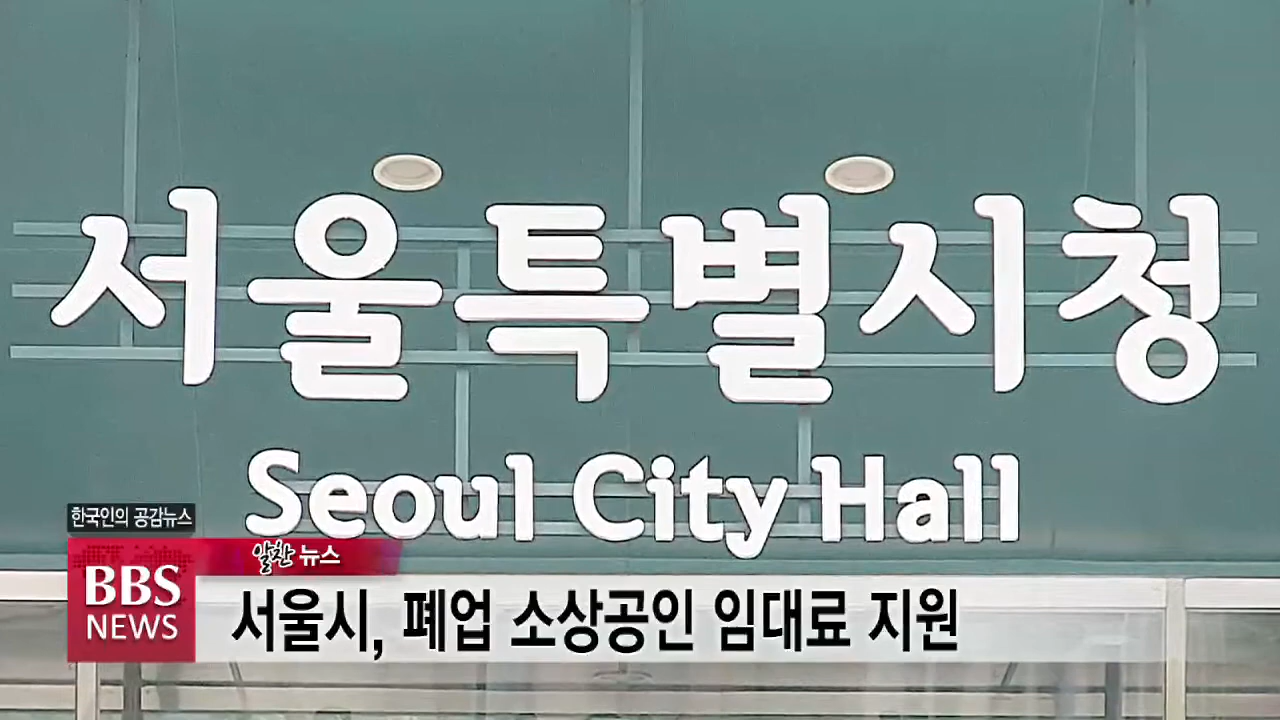 서울특별시청
Seoul City Hall
한국인의 공감뉴스
알찬 뉴스
BBS
NEWS
서울시, 폐업 소상공인 임대료 지원